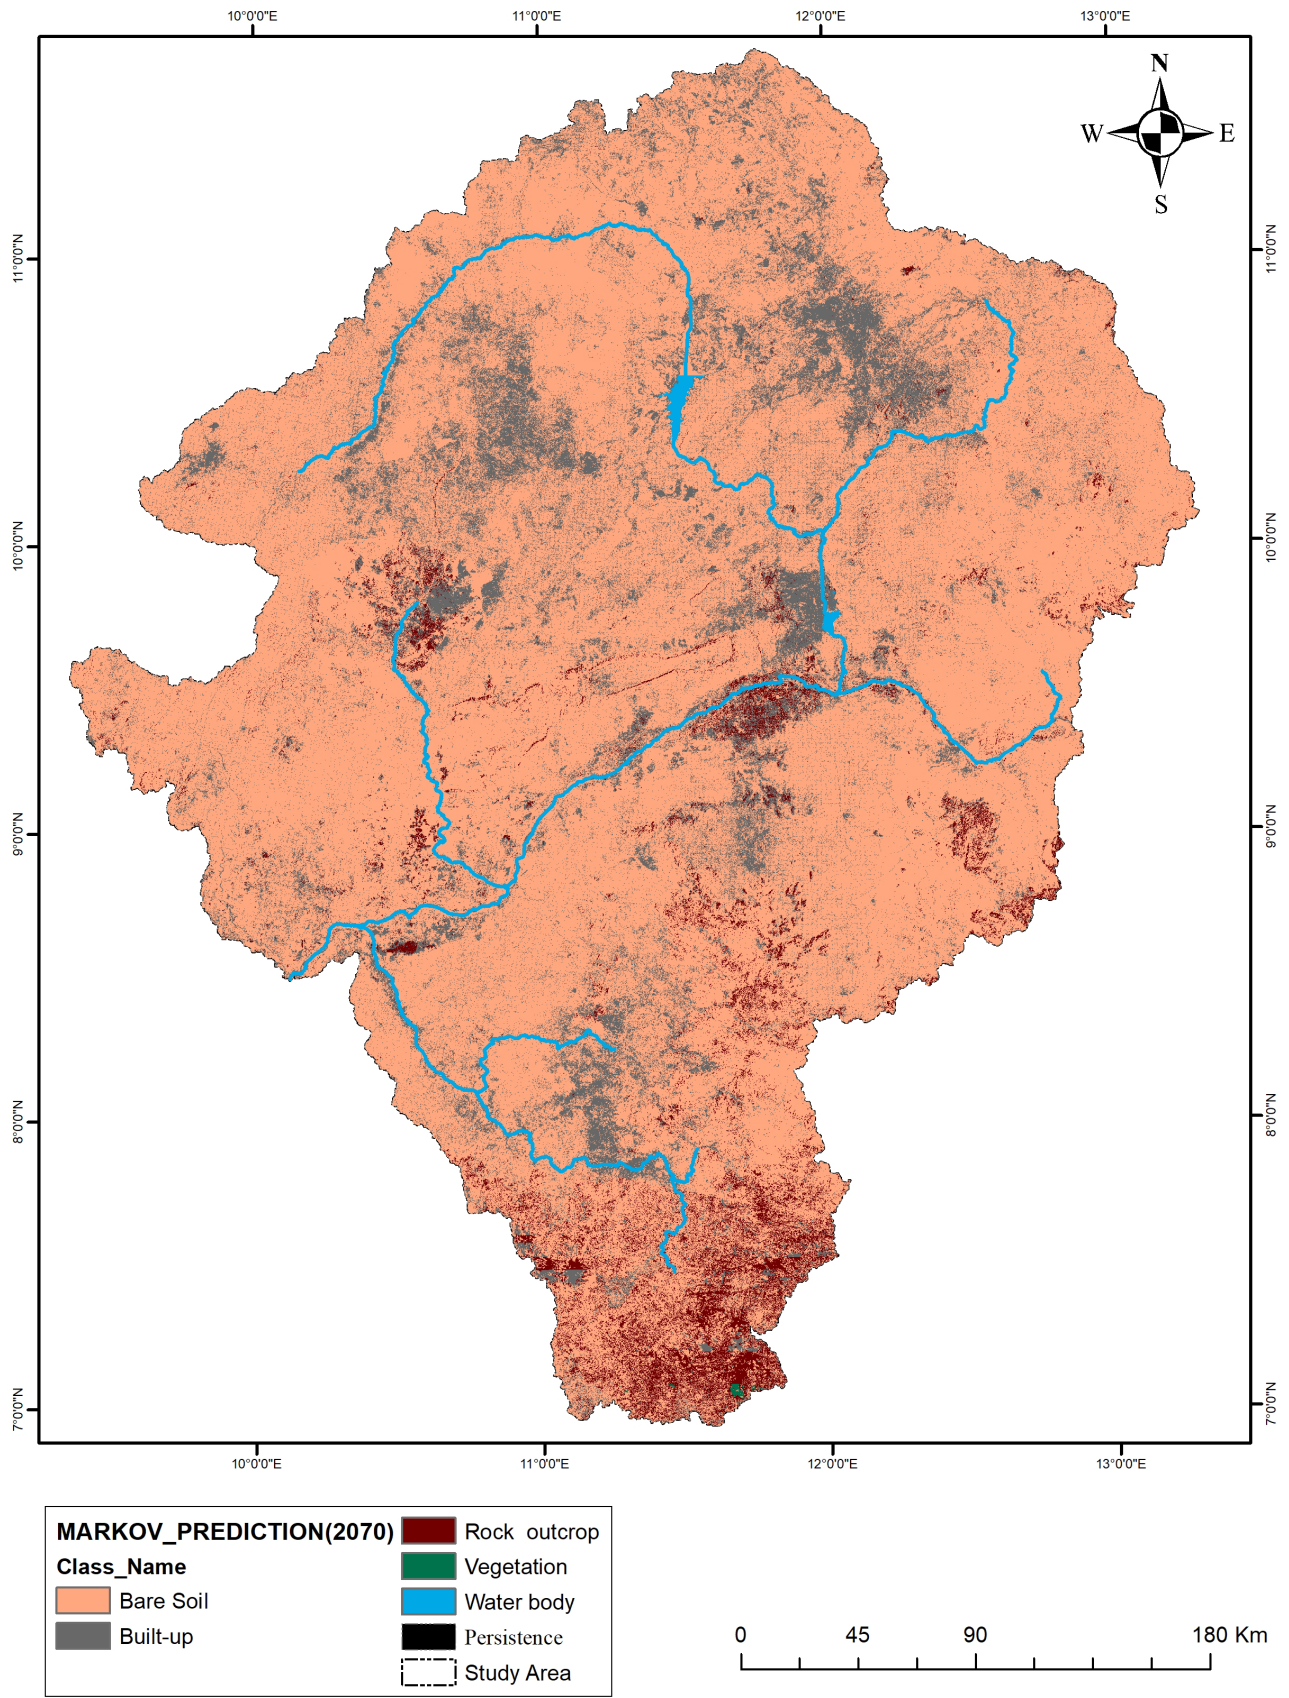 10°0'0"E 11°0'0"E 12°0'0"E 13°0'0"E
N
W E
S
11°0'0"N 11°0'0"N
10°0'0"N 10°0'0"N
9°0'0"N 9°0'0"N
8°0'0"N 8°0'0"N
7°0'0"N 7°0'0"N
10°0'0"E 11°0'0"E 12°0'0"E 13°0'0"E
MARKOV_PREDICTION(2070)
Class_Name
Bare Soil
Built-up
Rock outcrop
Vegetation
Water body
Persistence
Study Area
0 45 90 180 Km